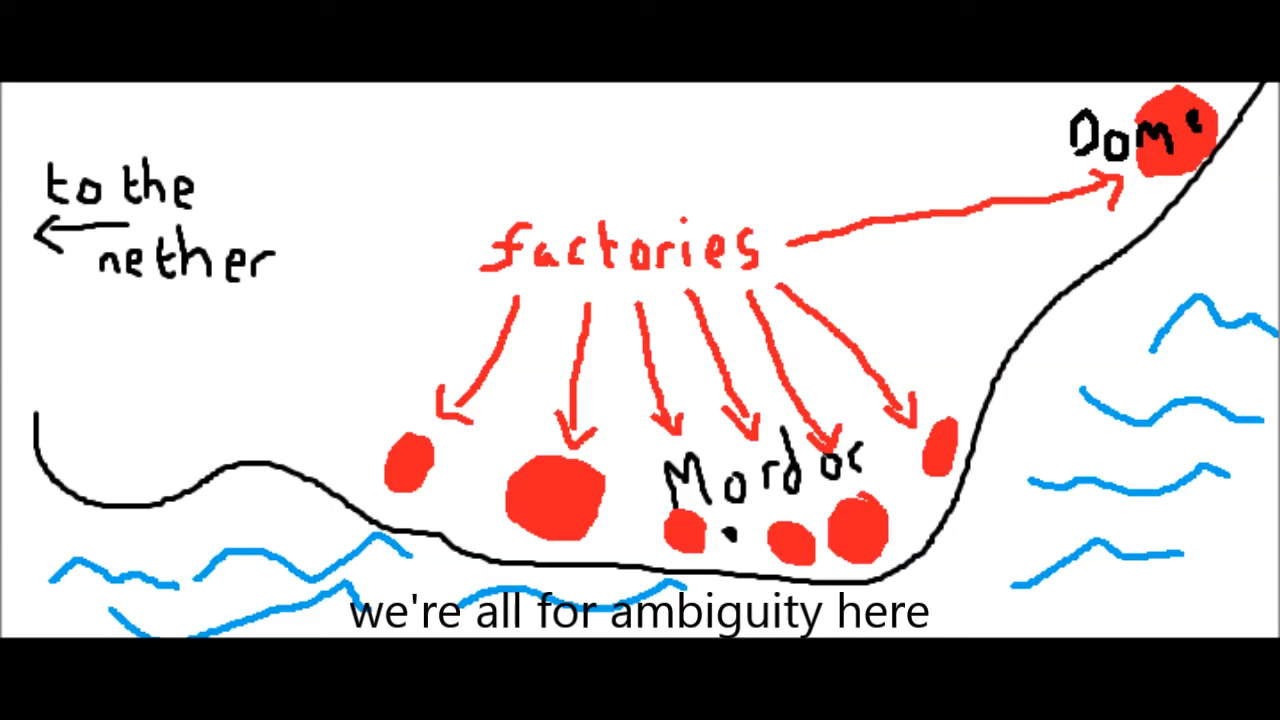 Dome
to the
nether
factories
Mordor
we're all for ambiguity here